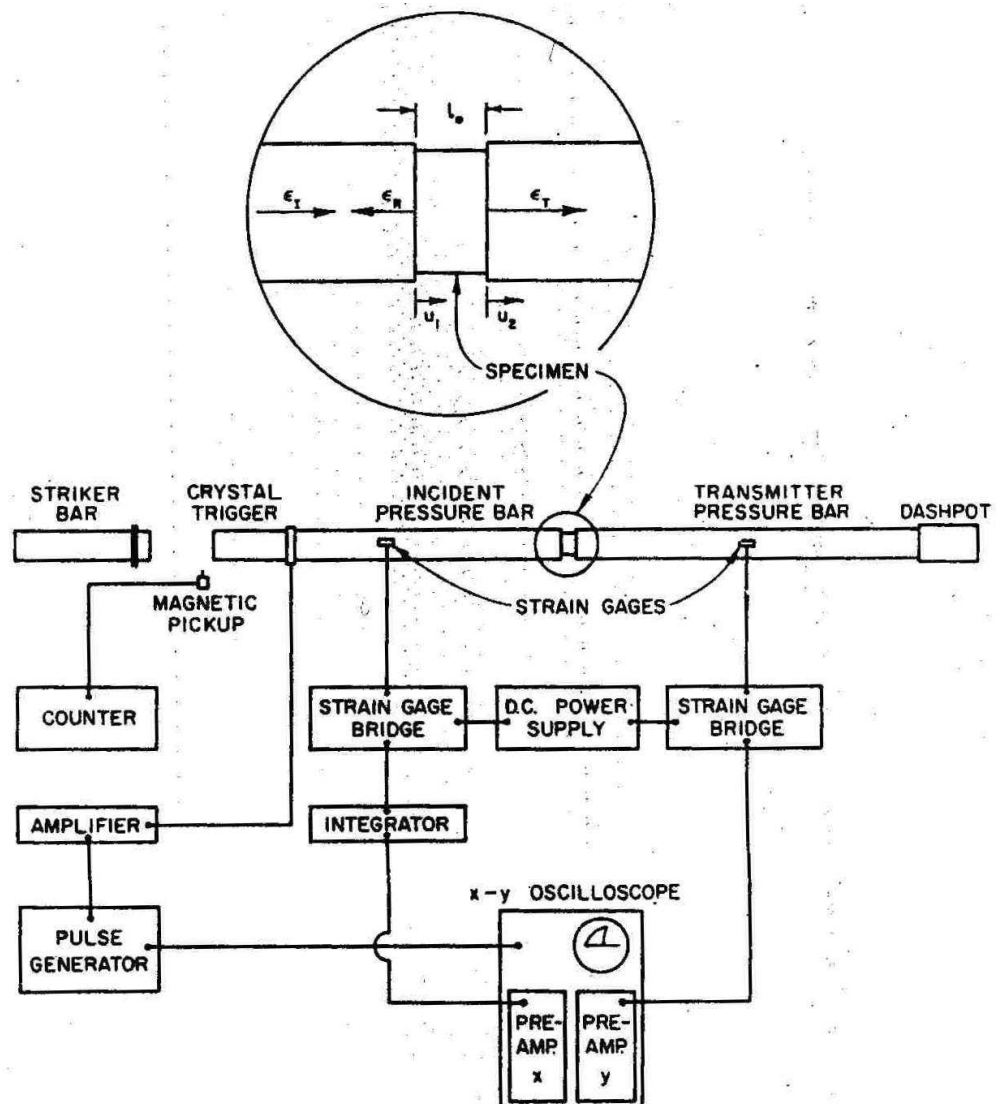 l₀
ε_I
ε_R
ε_T
u₁
u₂
SPECIMEN
STRIKER
BAR
CRYSTAL
TRIGGER
INCIDENT
PRESSURE BAR
TRANSMITTER
PRESSURE BAR
DASHPOT
MAGNETIC
PICKUP
STRAIN GAGES
COUNTER
STRAIN GAGE
BRIDGE
D.C. POWER
SUPPLY
STRAIN GAGE
BRIDGE
AMPLIFIER
INTEGRATOR
x-y OSCILLOSCOPE
PULSE
GENERATOR
PRE-
AMP.
x
PRE-
AMP.
y